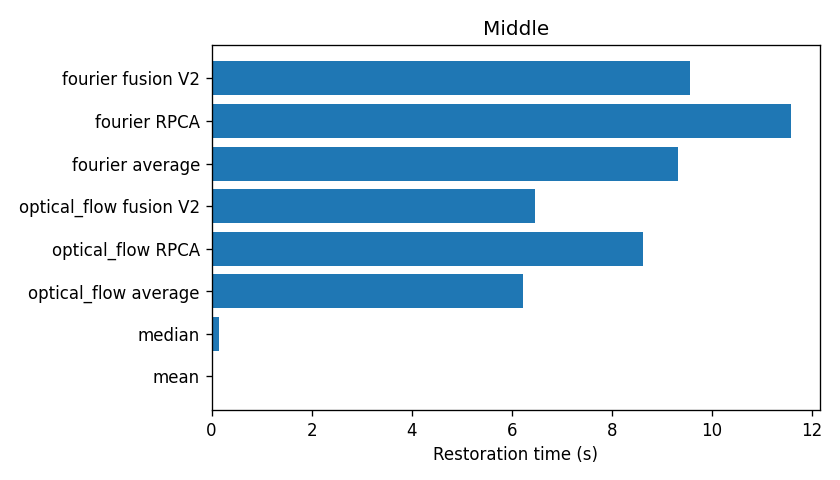 Middle
fourier fusion V2
fourier RPCA
fourier average
optical_flow fusion V2
optical_flow RPCA
optical_flow average
median
mean
0 2 4 6 8 10 12
Restoration time (s)